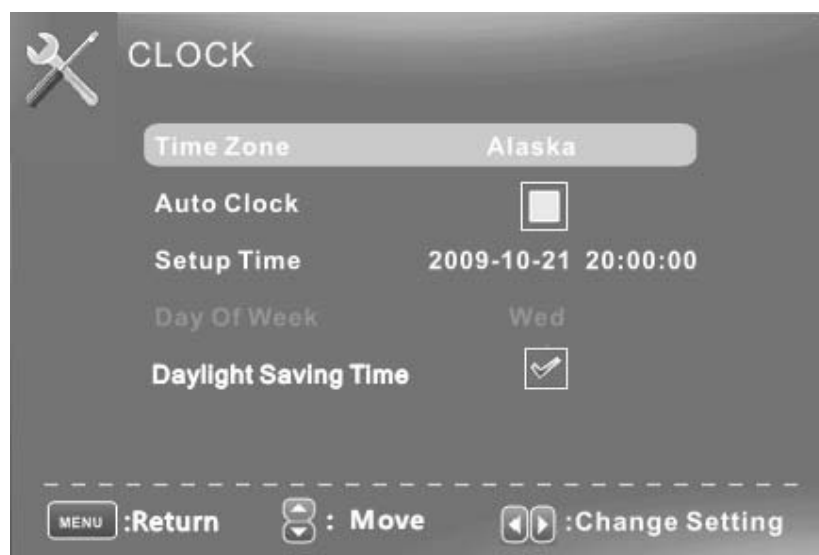 CLOCK
Time Zone Alaska
Auto Clock
Setup Time 2009-10-21 20:00:00
Day Of Week Wed
Daylight Saving Time
MENU :Return : Move :Change Setting